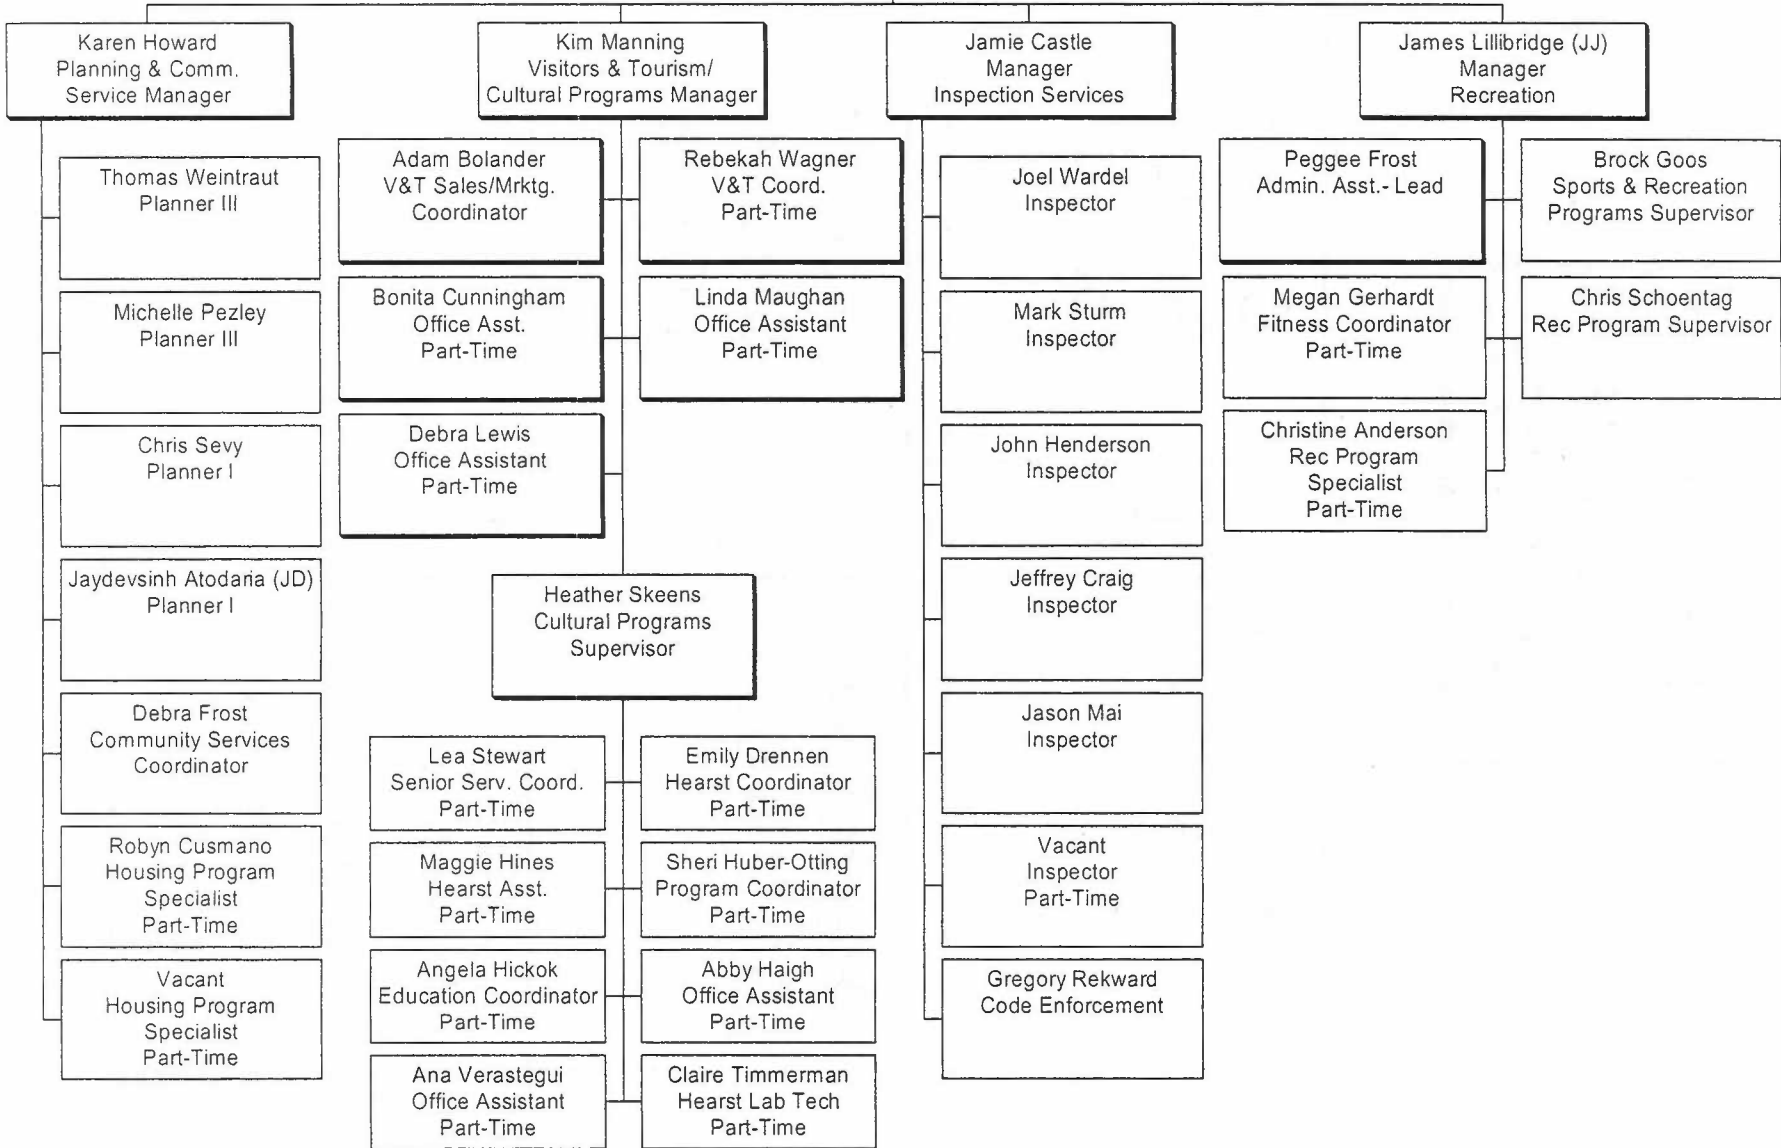 Karen Howard
Planning & Comm.
Service Manager
Kim Manning
Visitors & Tourism/
Cultural Programs Manager
Jamie Castle
Manager
Inspection Services
James Lillibridge (JJ)
Manager
Recreation
Thomas Weintraut
Planner III
Michelle Pezley
Planner III
Chris Sevy
Planner I
Jaydevsinh Atodaria (JD)
Planner I
Debra Frost
Community Services
Coordinator
Robyn Cusmano
Housing Program
Specialist
Part-Time
Vacant
Housing Program
Specialist
Part-Time
Adam Bolander
V&T Sales/Mrktg.
Coordinator
Rebekah Wagner
V&T Coord.
Part-Time
Bonita Cunningham
Office Asst.
Part-Time
Linda Maughan
Office Assistant
Part-Time
Debra Lewis
Office Assistant
Part-Time
Heather Skeens
Cultural Programs
Supervisor
Lea Stewart
Senior Serv. Coord.
Part-Time
Emily Drennen
Hearst Coordinator
Part-Time
Maggie Hines
Hearst Asst.
Part-Time
Sheri Huber-Otting
Program Coordinator
Part-Time
Angela Hickok
Education Coordinator
Part-Time
Abby Haigh
Office Assistant
Part-Time
Ana Verastegui
Office Assistant
Part-Time
Claire Timmerman
Hearst Lab Tech
Part-Time
Joel Wardel
Inspector
Mark Sturm
Inspector
John Henderson
Inspector
Jeffrey Craig
Inspector
Jason Mai
Inspector
Vacant
Inspector
Part-Time
Gregory Rekward
Code Enforcement
Peggee Frost
Admin. Asst.- Lead
Brock Goos
Sports & Recreation
Programs Supervisor
Megan Gerhardt
Fitness Coordinator
Part-Time
Chris Schoentag
Rec Program Supervisor
Christine Anderson
Rec Program
Specialist
Part-Time